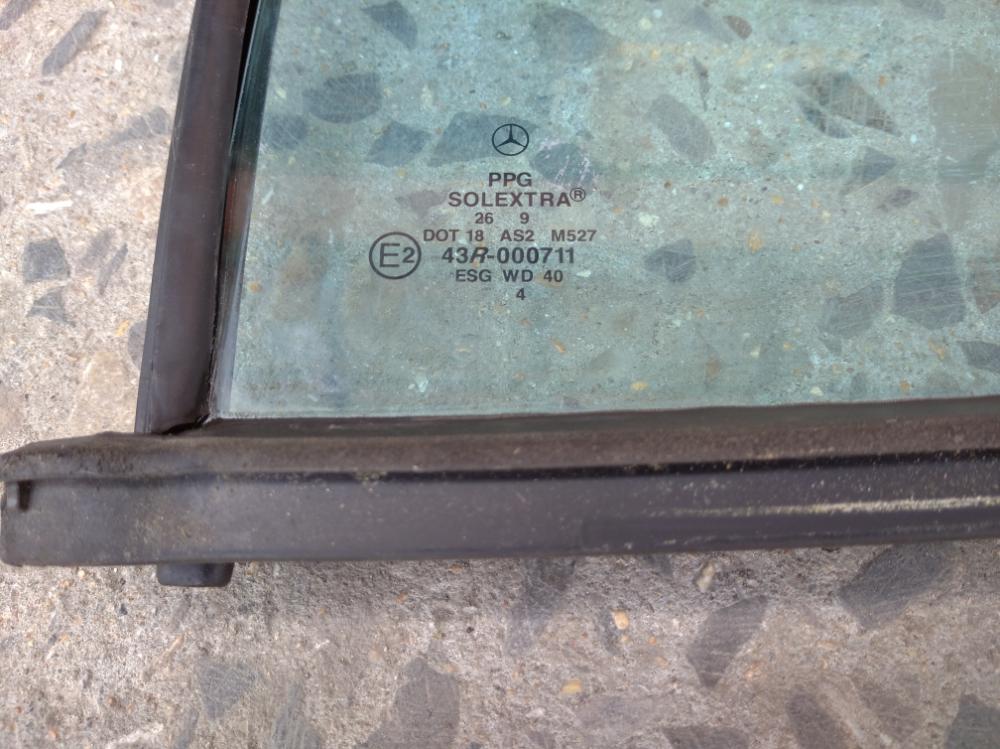 PPG
SOLEXTRA®
26 9
DOT 18 AS2 M527
E2 43R-000711
ESG WD 40
4